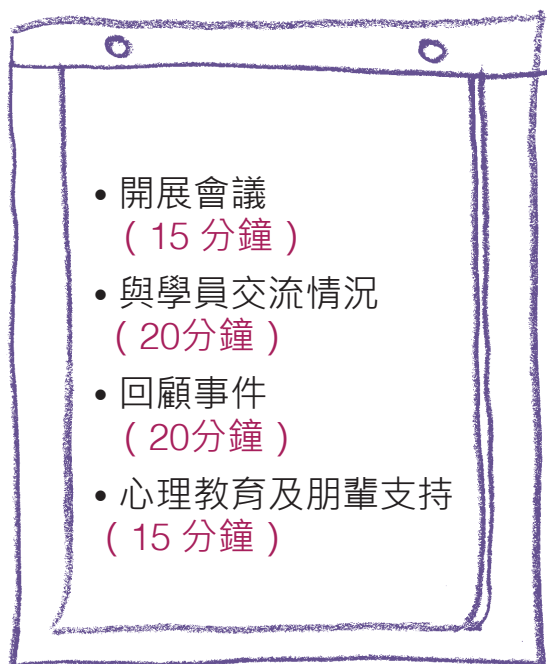 • 開展會議
（15 分鐘）
• 與學員交流情況
（20分鐘）
• 回顧事件
（20分鐘）
• 心理教育及朋輩支持
（15 分鐘）